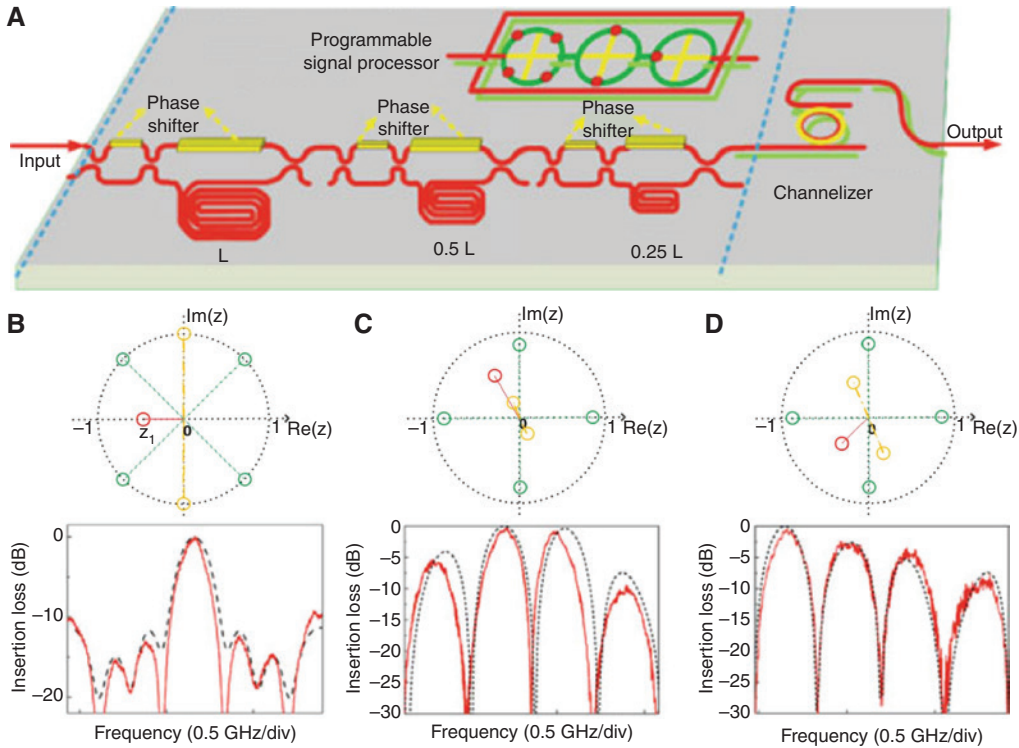 A
Programmable
signal processor
Phase
shifter
Phase
shifter
Phase
shifter
Input
Output
Channelizer
L
0.5 L
0.25 L
B
Im(z)
−1
z1
0
1
Re(z)
0
−10
−20
Insertion loss (dB)
Frequency (0.5 GHz/div)
C
Im(z)
−1
0
1
Re(z)
0
−5
−10
−15
−20
−25
−30
Insertion loss (dB)
Frequency (0.5 GHz/div)
D
Im(z)
−1
0
1
Re(z)
0
−5
−10
−15
−20
−25
−30
Insertion loss (dB)
Frequency (0.5 GHz/div)